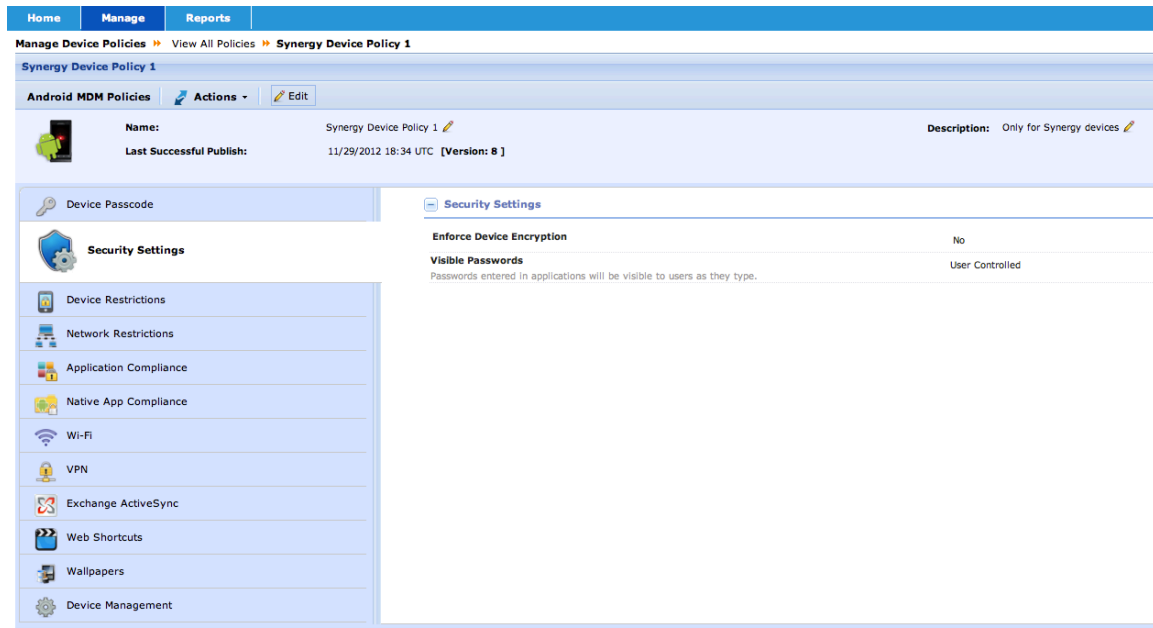 Home Manage Reports
Manage Device Policies View All Policies Synergy Device Policy 1
Synergy Device Policy 1
Android MDM Policies Actions Edit
Name: Synergy Device Policy 1 Description: Only for Synergy devices
Last Successful Publish: 11/29/2012 18:34 UTC [Version: 8 ]
Device Passcode
Security Settings
Device Restrictions
Network Restrictions
Application Compliance
Native App Compliance
Wi-Fi
VPN
Exchange ActiveSync
Web Shortcuts
Wallpapers
Device Management
Security Settings
Enforce Device Encryption No
Visible Passwords User Controlled
Passwords entered in applications will be visible to users as they type.